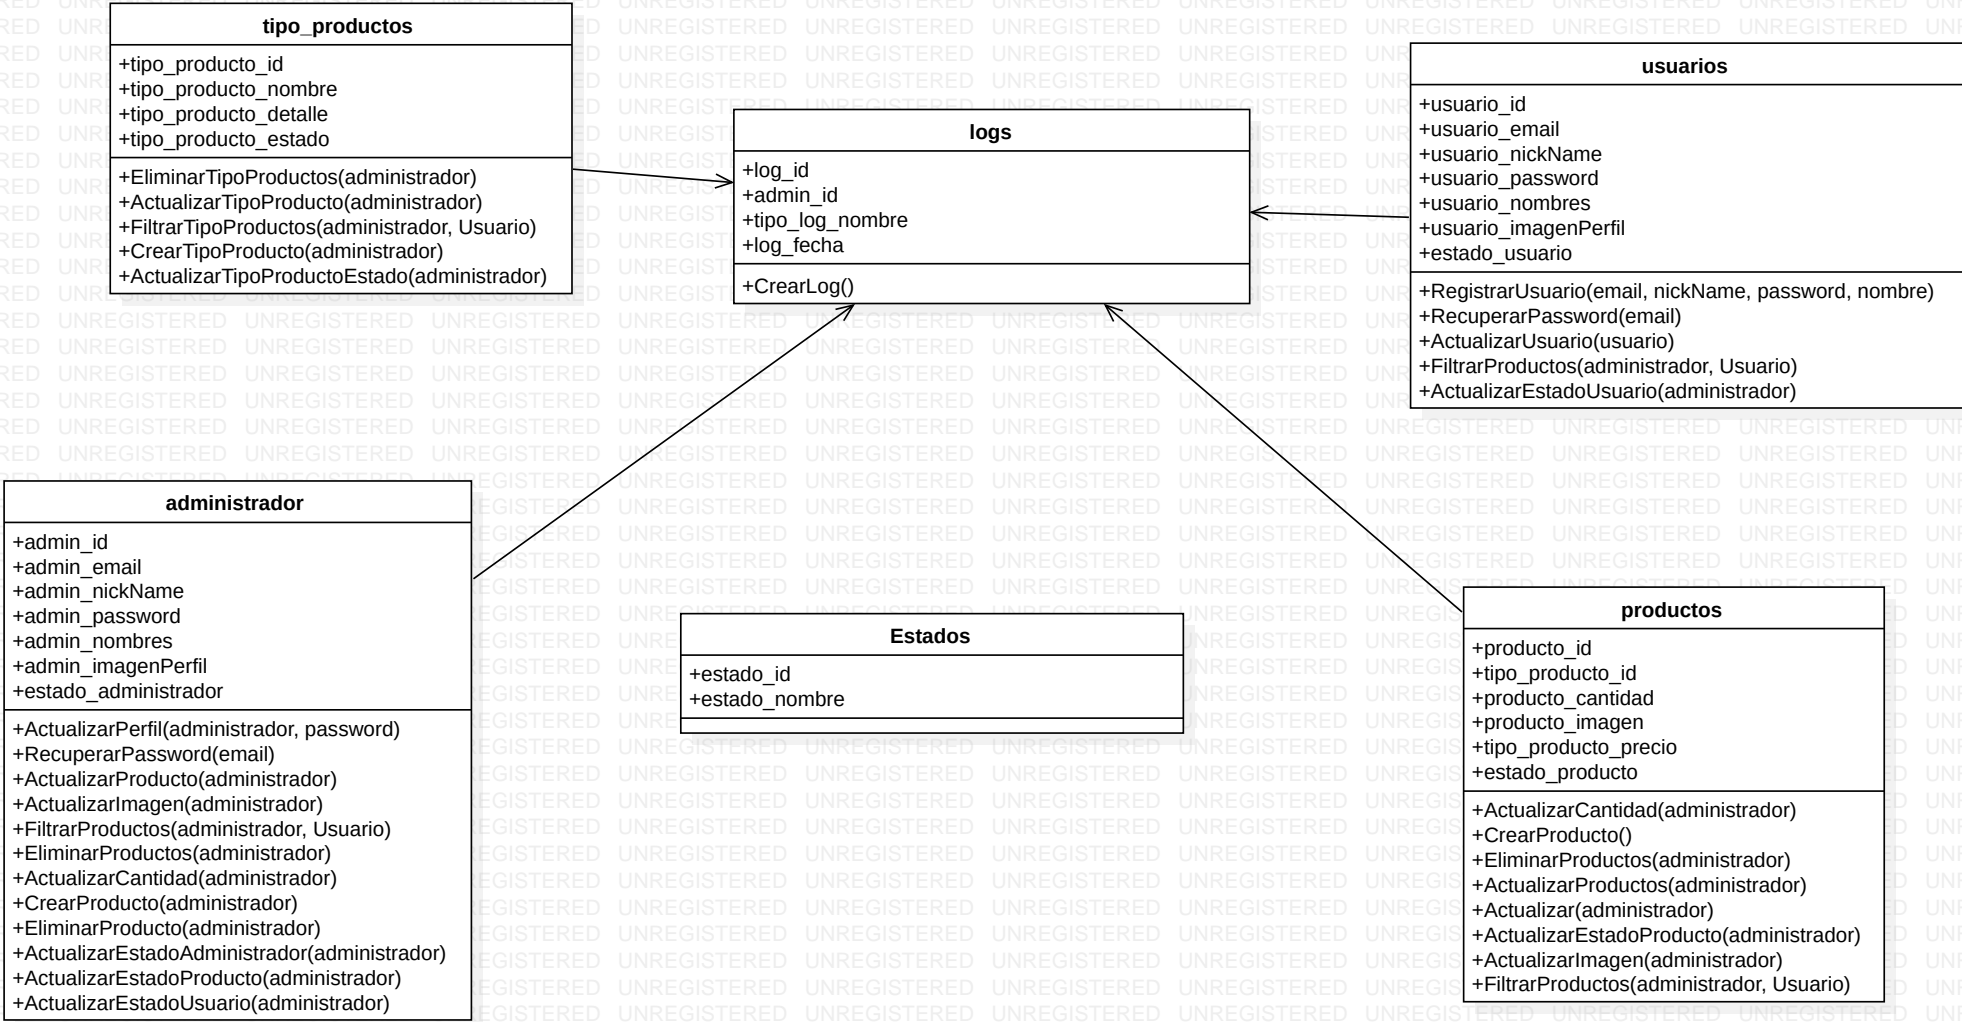 tipo_productos
+tipo_producto_id
+tipo_producto_nombre
+tipo_producto_detalle
+tipo_producto_estado
+EliminarTipoProductos(administrador)
+ActualizarTipoProducto(administrador)
+FiltrarTipoProductos(administrador, Usuario)
+CrearTipoProducto(administrador)
+ActualizarTipoProductoEstado(administrador)
logs
+log_id
+admin_id
+tipo_log_nombre
+log_fecha
+CrearLog()
usuarios
+usuario_id
+usuario_email
+usuario_nickName
+usuario_password
+usuario_nombres
+usuario_imagenPerfil
+estado_usuario
+RegistrarUsuario(email, nickName, password, nombre)
+RecuperarPassword(email)
+ActualizarUsuario(usuario)
+FiltrarProductos(administrador, Usuario)
+ActualizarEstadoUsuario(administrador)
administrador
+admin_id
+admin_email
+admin_nickName
+admin_password
+admin_nombres
+admin_imagenPerfil
+estado_administrador
+ActualizarPerfil(administrador, password)
+RecuperarPassword(email)
+ActualizarProducto(administrador)
+ActualizarImagen(administrador)
+FiltrarProductos(administrador, Usuario)
+EliminarProductos(administrador)
+ActualizarCantidad(administrador)
+CrearProducto(administrador)
+EliminarProducto(administrador)
+ActualizarEstadoAdministrador(administrador)
+ActualizarEstadoProducto(administrador)
+ActualizarEstadoUsuario(administrador)
Estados
+estado_id
+estado_nombre
productos
+producto_id
+tipo_producto_id
+producto_cantidad
+producto_imagen
+tipo_producto_precio
+estado_producto
+ActualizarCantidad(administrador)
+CrearProducto()
+EliminarProductos(administrador)
+ActualizarProductos(administrador)
+Actualizar(administrador)
+ActualizarEstadoProducto(administrador)
+ActualizarImagen(administrador)
+FiltrarProductos(administrador, Usuario)
UNREGISTERED